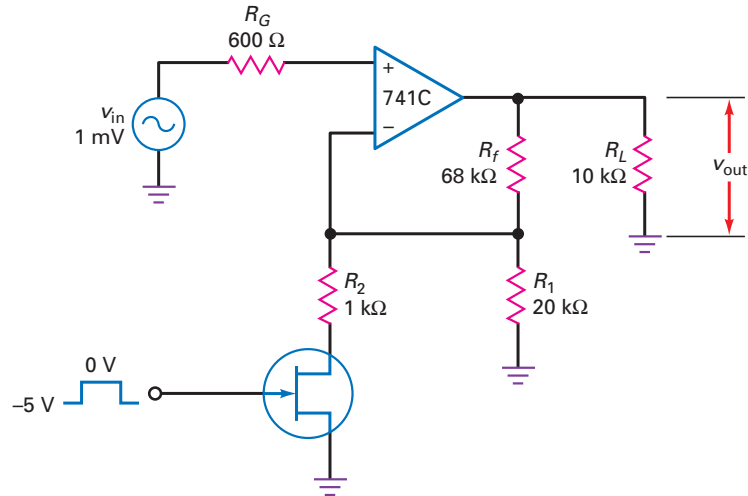 R_G
600 Ω
+
741C
−
v_in
1 mV
R_f
68 kΩ
R_L
10 kΩ
v_out
R_2
1 kΩ
R_1
20 kΩ
0 V
–5 V